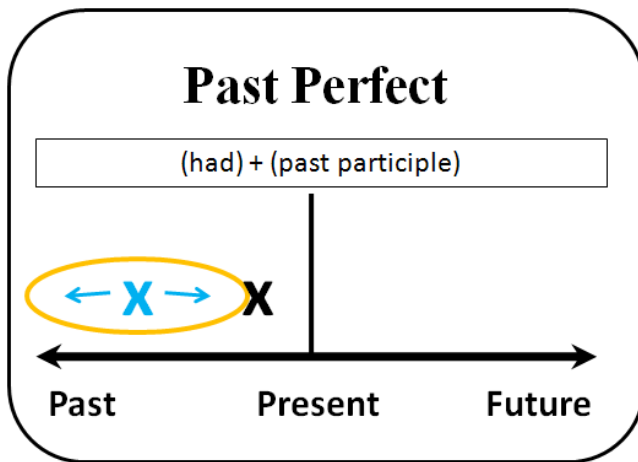 Past Perfect
(had) + (past participle)
X X
Past Present Future